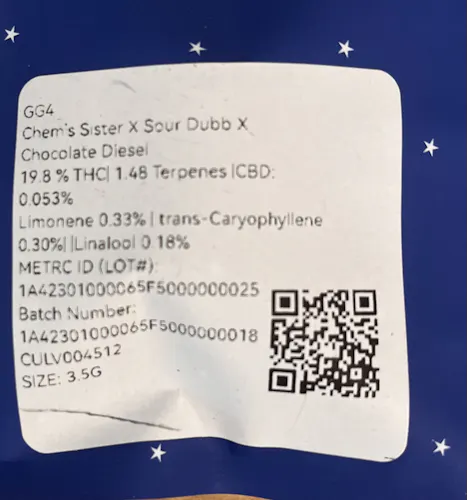 GG4
Chem's Sister X Sour Dubb X
Chocolate Diesel
19.8 % THC| 1.48 Terpenes |CBD:
0.053%
Limonene 0.33% | trans-Caryophyllene
0.30%| |Linalool 0.18%
METRC ID (LOT#):
1A42301000065F5000000025
Batch Number:
1A42301000065F5000000018
CULV004512
SIZE: 3.5G